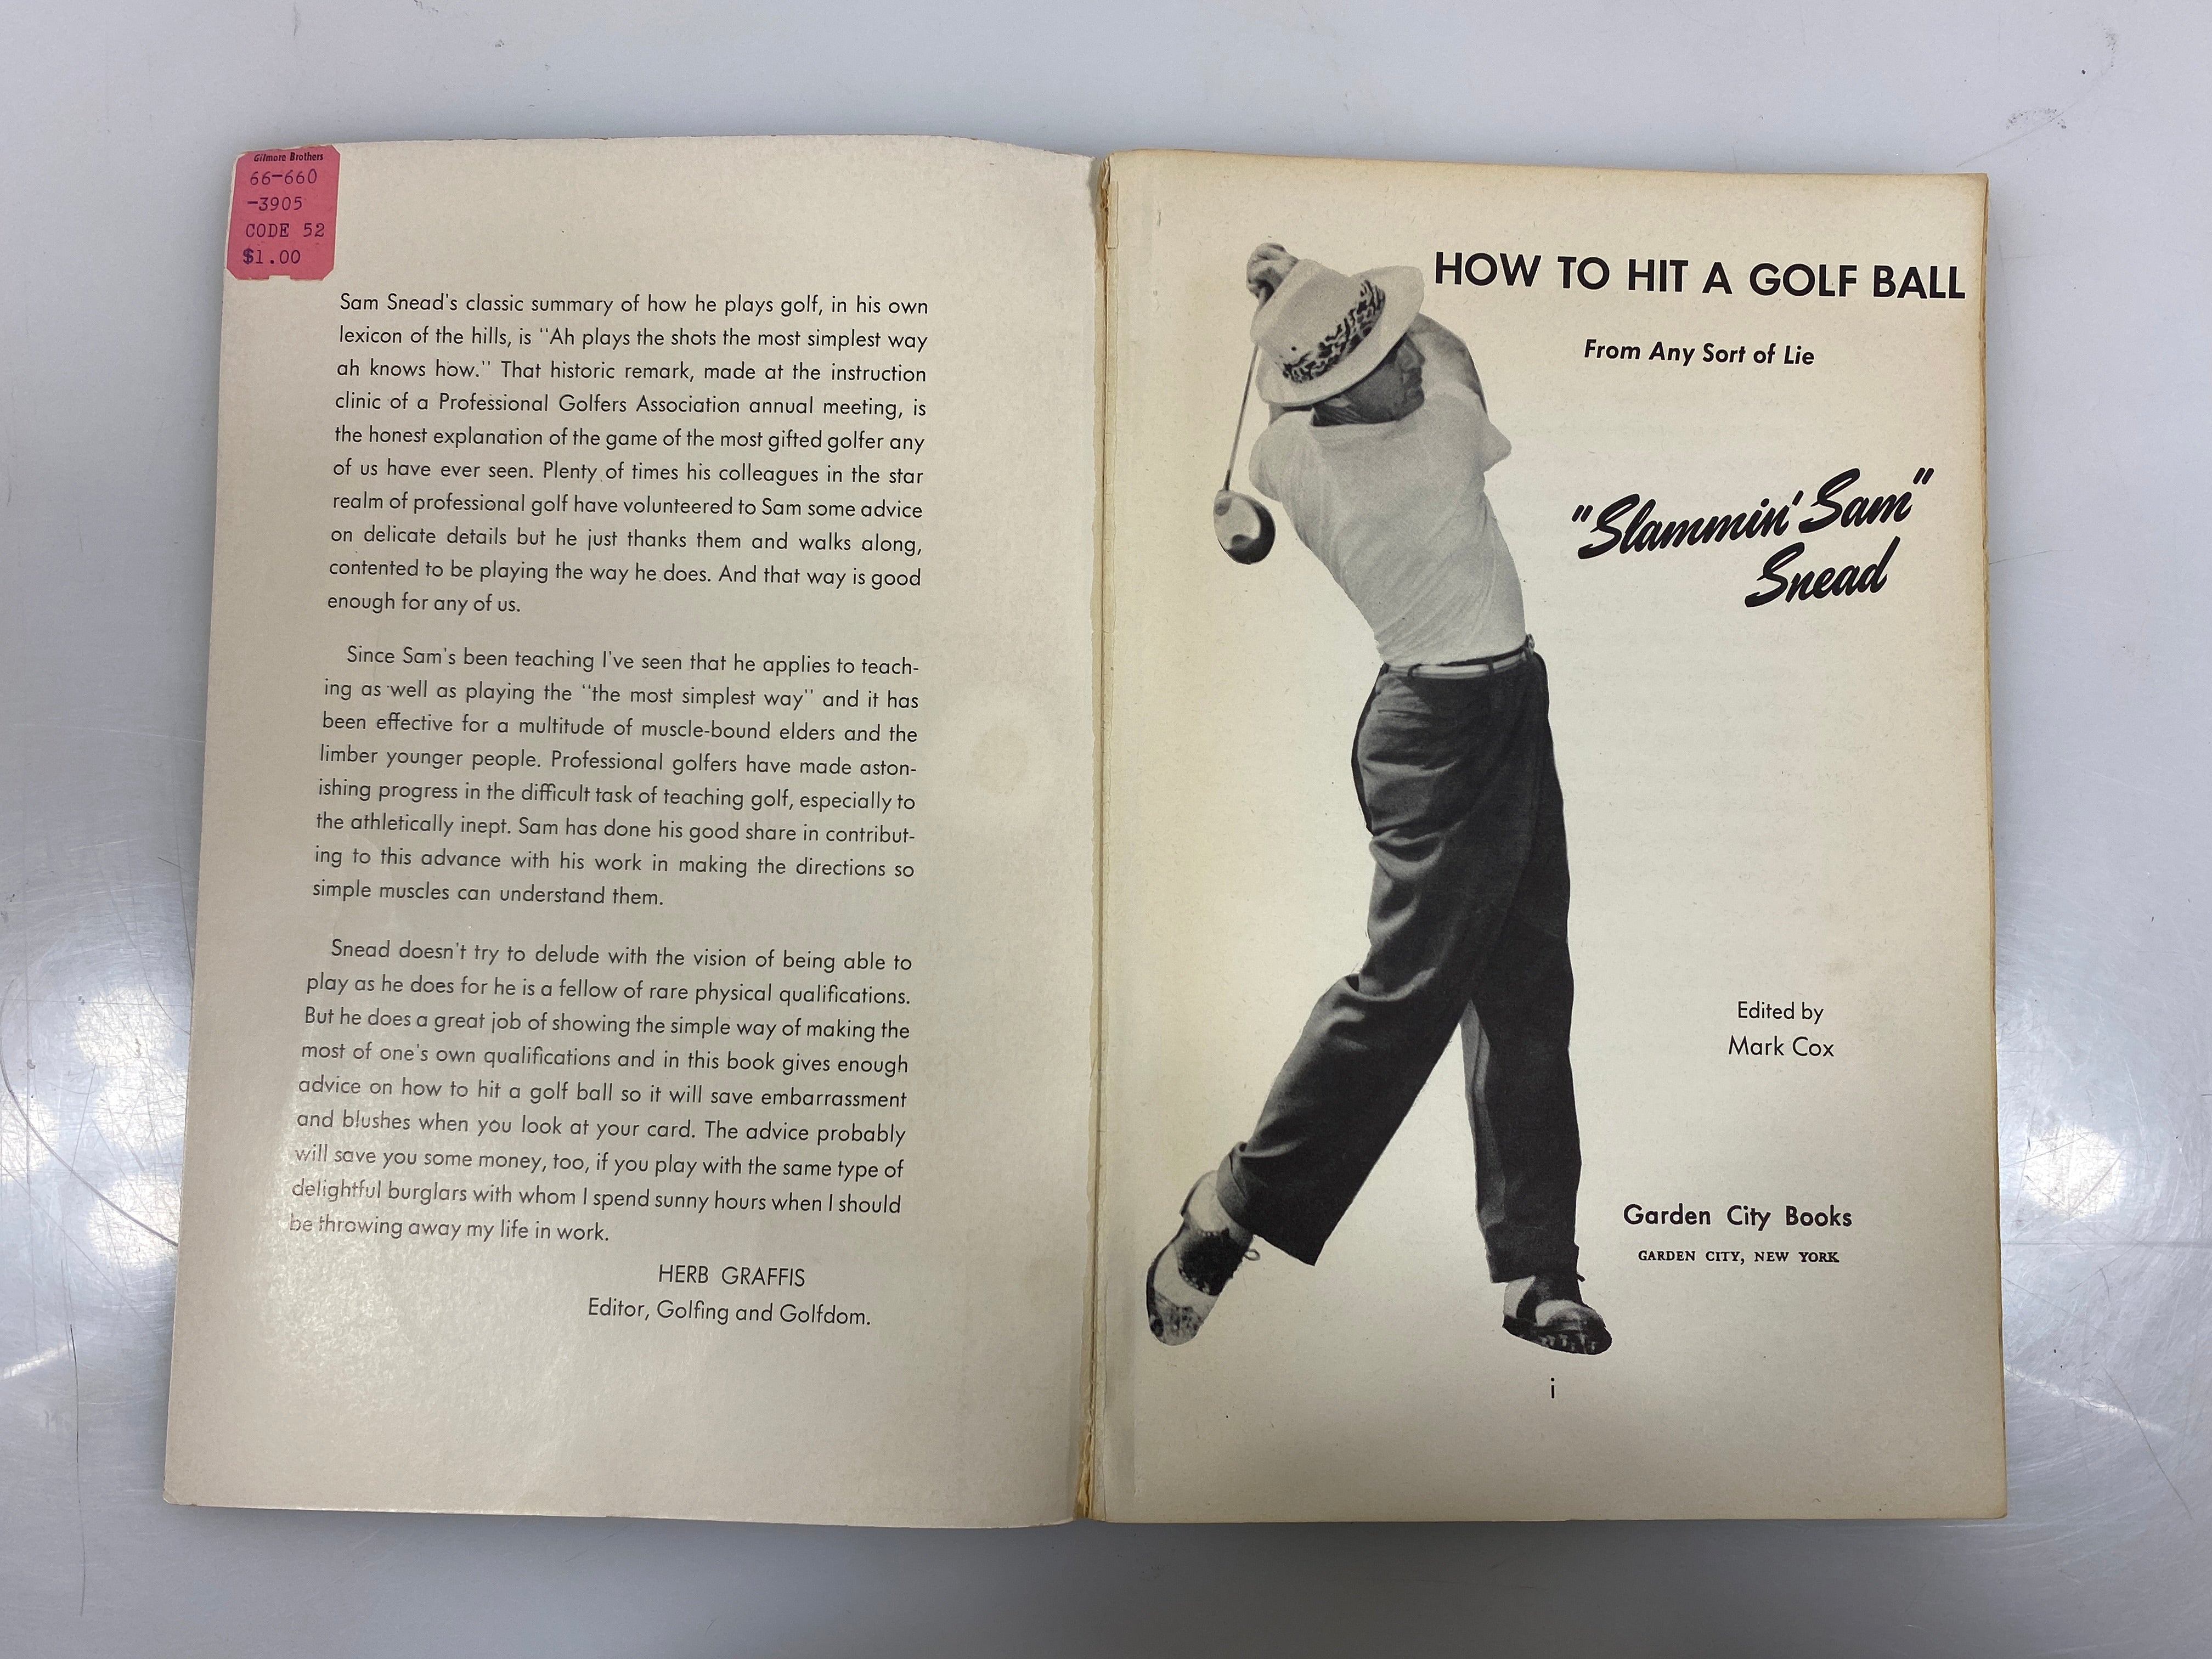 Gilmore Brothers
66-660
-3905
CODE 52
$1.00
Sam Snead's classic summary of how he plays golf, in his own
lexicon of the hills, is "Ah plays the shots the most simplest way
ah knows how." That historic remark, made at the instruction
clinic of a Professional Golfers Association annual meeting, is
the honest explanation of the game of the most gifted golfer any
of us have ever seen. Plenty of times his colleagues in the star
realm of professional golf have volunteered to Sam some advice
on delicate details but he just thanks them and walks along,
contented to be playing the way he does. And that way is good
enough for any of us.
Since Sam's been teaching I've seen that he applies to teach-
ing as well as playing the "the most simplest way" and it has
been effective for a multitude of muscle-bound elders and the
limber younger people. Professional golfers have made aston-
ishing progress in the difficult task of teaching golf, especially to
the athletically inept. Sam has done his good share in contribut-
ing to this advance with his work in making the directions so
simple muscles can understand them.
Snead doesn't try to delude with the vision of being able to
play as he does for he is a fellow of rare physical qualifications.
But he does a great job of showing the simple way of making the
most of one's own qualifications and in this book gives enough
advice on how to hit a golf ball so it will save embarrassment
and blushes when you look at your card. The advice probably
will save you some money, too, if you play with the same type of
delightful burglars with whom I spend sunny hours when I should
be throwing away my life in work.
HERB GRAFFIS
Editor, Golfing and Golfdom.
HOW TO HIT A GOLF BALL
From Any Sort of Lie
"Slammin' Sam"
Snead
Edited by
Mark Cox
Garden City Books
GARDEN CITY, NEW YORK
i